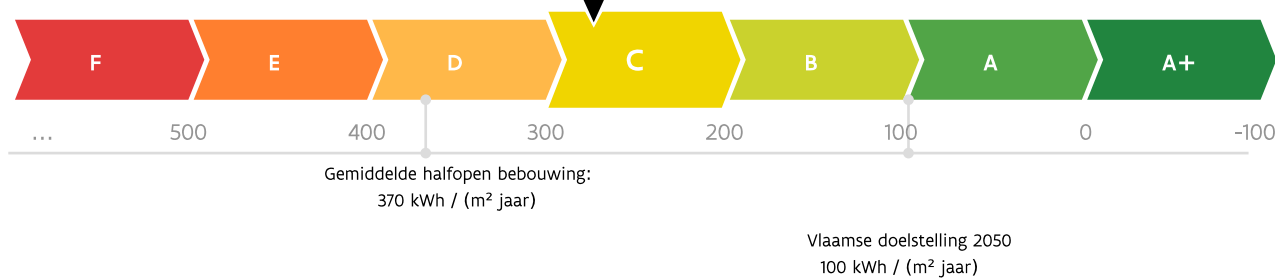 F E D C B A A+
... 500 400 300 200 100 0 -100
Gemiddelde halfopen bebouwing:
370 kWh / (m² jaar)
Vlaamse doelstelling 2050
100 kWh / (m² jaar)